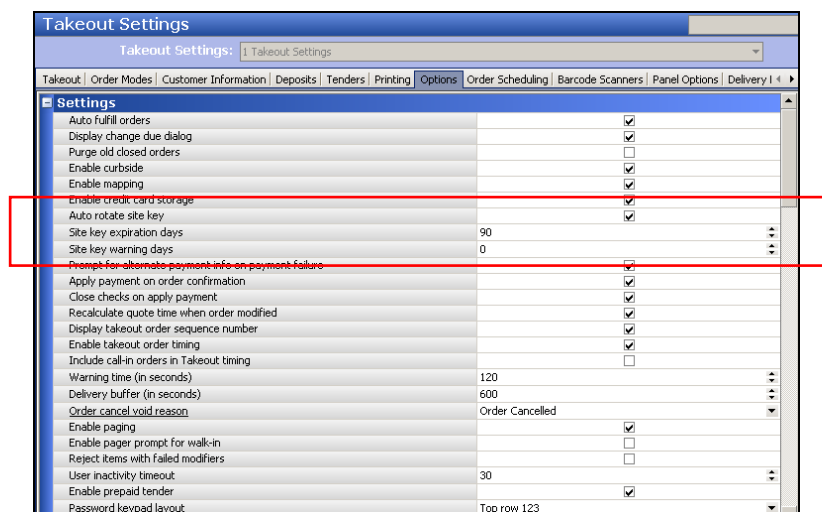 Takeout Settings
Takeout Settings: 1 Takeout Settings
Takeout Order Modes Customer Information Deposits Tenders Printing Options Order Scheduling Barcode Scanners Panel Options Delivery
Settings
Auto fulfill orders
Display change due dialog
Purge old closed orders
Enable curbside
Enable mapping
Enable credit card storage
Auto rotate site key
Site key expiration days 90
Site key warning days 0
Prompt for alternate payment info on payment failure
Apply payment on order confirmation
Close checks on apply payment
Recalculate quote time when order modified
Display takeout order sequence number
Enable takeout order timing
Include call-in orders in Takeout timing
Warning time (in seconds) 120
Delivery buffer (in seconds) 600
Order cancel void reason Order Cancelled
Enable paging
Enable pager prompt for walk-in
Reject items with failed modifiers
User inactivity timeout 30
Enable prepaid tender
Password keypad layout Top row 123